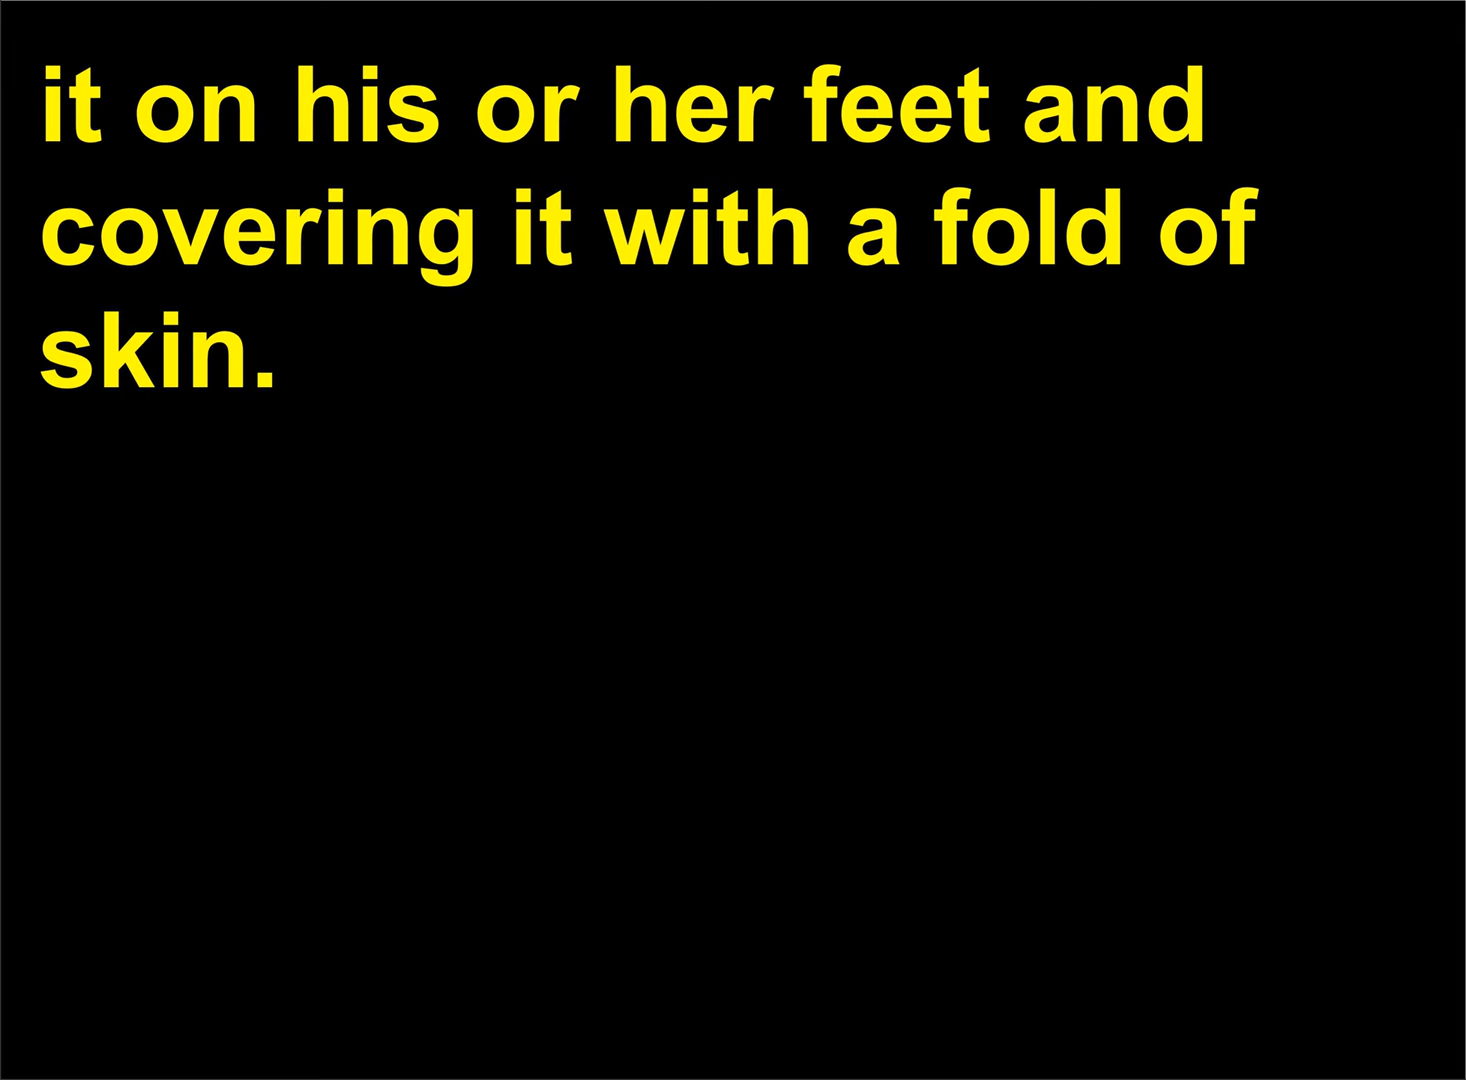 it on his or her feet and
covering it with a fold of
skin.